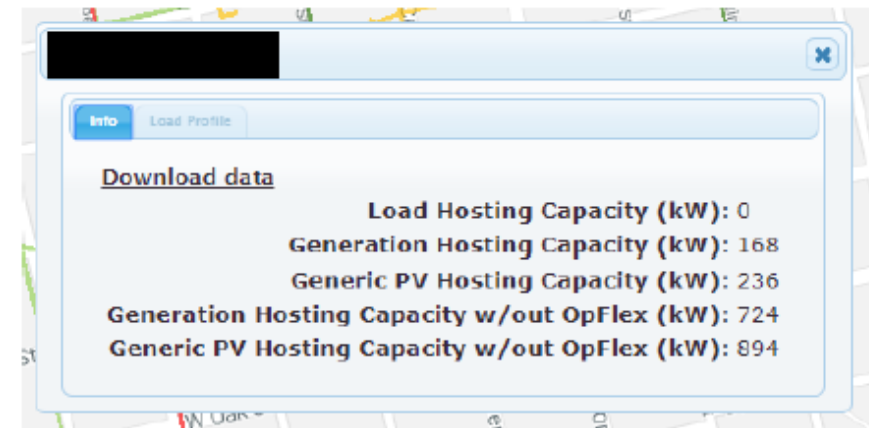 Info Load Profile
Download data
Load Hosting Capacity (kW): 0
Generation Hosting Capacity (kW): 168
Generic PV Hosting Capacity (kW): 236
Generation Hosting Capacity w/out OpFlex (kW): 724
Generic PV Hosting Capacity w/out OpFlex (kW): 894